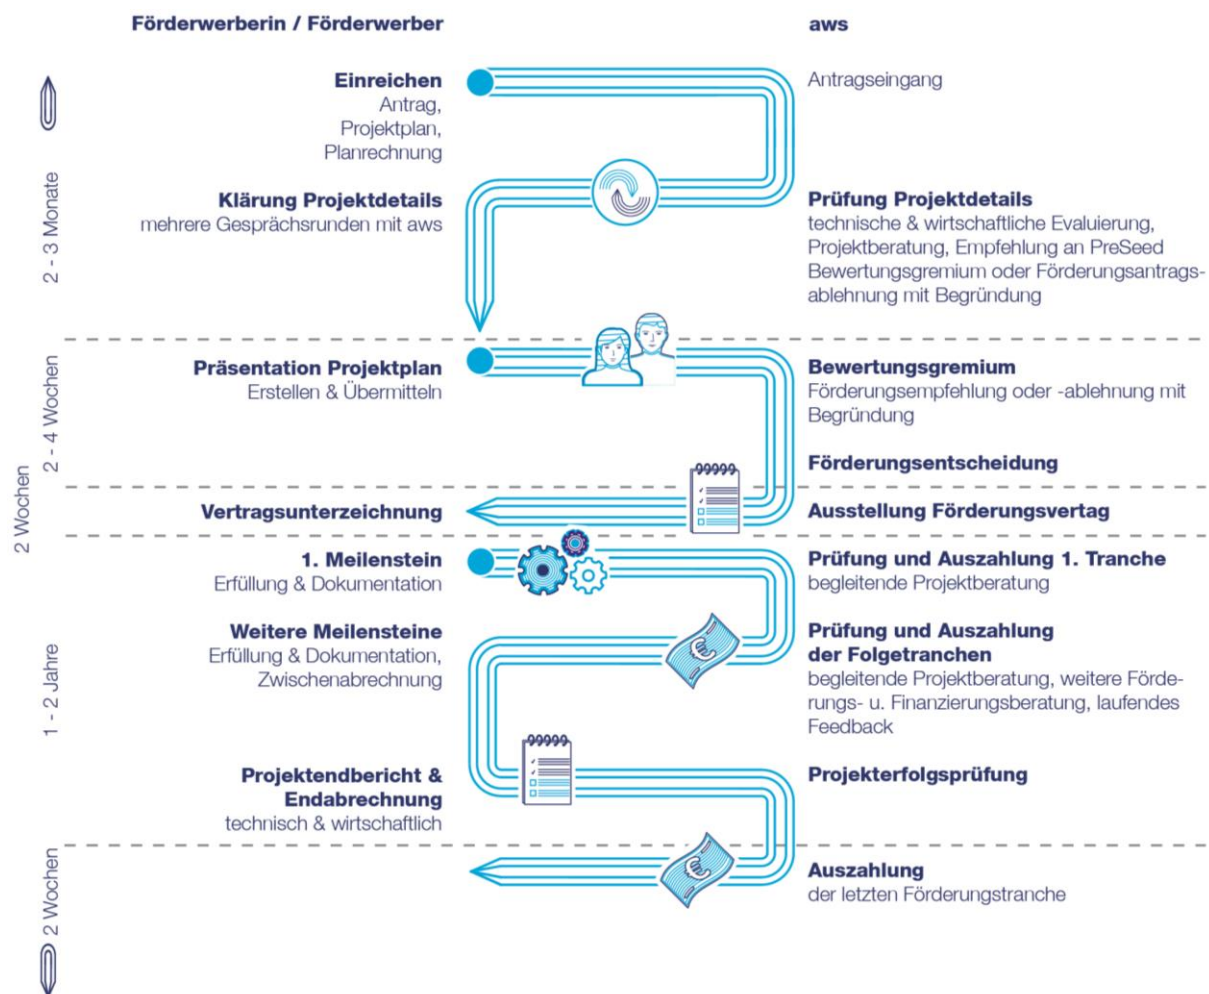 Förderwerberin / Förderwerber
aws
Einreichen
Antrag,
Projektplan,
Planrechnung
Antragseingang
2 - 3 Monate
Klärung Projektdetails
mehrere Gesprächsrunden mit aws
Prüfung Projektdetails
technische & wirtschaftliche Evaluierung,
Projektberatung, Empfehlung an PreSeed
Bewertungsgremium oder Förderungsantrags-
ablehnung mit Begründung
2 - 4 Wochen
Präsentation Projektplan
Erstellen & Übermitteln
Bewertungsgremium
Förderungsempfehlung oder -ablehnung mit
Begründung
Förderungsentscheidung
2 Wochen
Vertragsunterzeichnung
Ausstellung Förderungsvertag
1 - 2 Jahre
1. Meilenstein
Erfüllung & Dokumentation
Prüfung und Auszahlung 1. Tranche
begleitende Projektberatung
Weitere Meilensteine
Erfüllung & Dokumentation,
Zwischenabrechnung
€
Prüfung und Auszahlung
der Folgetranchen
begleitende Projektberatung, weitere Förde-
rungs- u. Finanzierungsberatung, laufendes
Feedback
Projektendbericht &
Endabrechnung
technisch & wirtschaftlich
Projekterfolgsprüfung
2 Wochen
€
Auszahlung
der letzten Förderungstranche